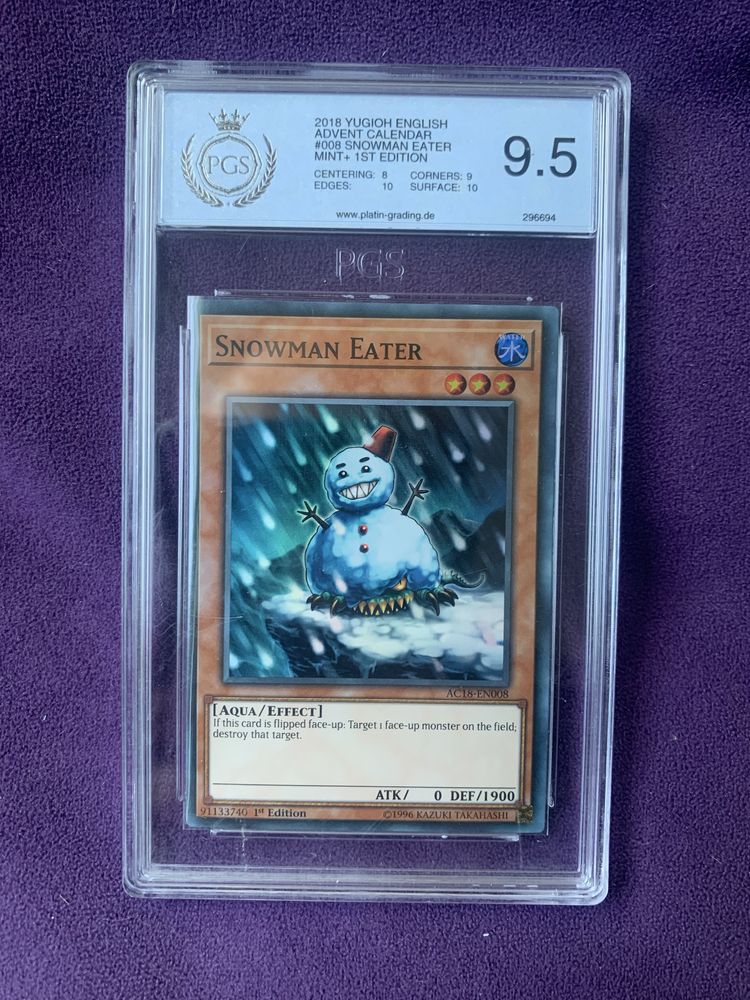 PGS
2018 YUGIOH ENGLISH
ADVENT CALENDAR
#008 SNOWMAN EATER
MINT+ 1ST EDITION
CENTERING: 8 CORNERS: 9
EDGES: 10 SURFACE: 10
9.5
www.platin-grading.de 296694
PGS
SNOWMAN EATER
WATER
水
AC18-EN008
[AQUA/EFFECT]
If this card is flipped face-up: Target 1 face-up monster on the field;
destroy that target.
ATK/ 0 DEF/1900
91133740 1st Edition ©1996 KAZUKI TAKAHASHI